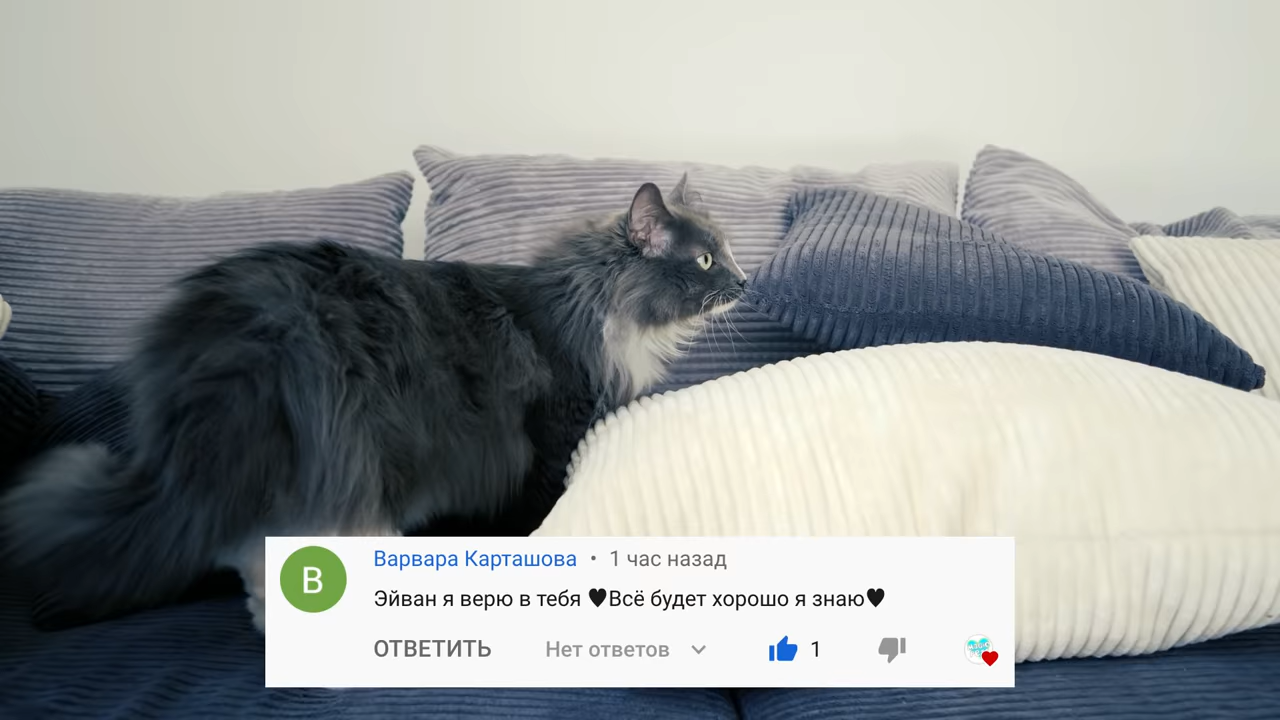 В
Варвара Карташова • 1 час назад
Эйван я верю в тебя ♥Всё будет хорошо я знаю♥
ОТВЕТИТЬ Нет ответов 1